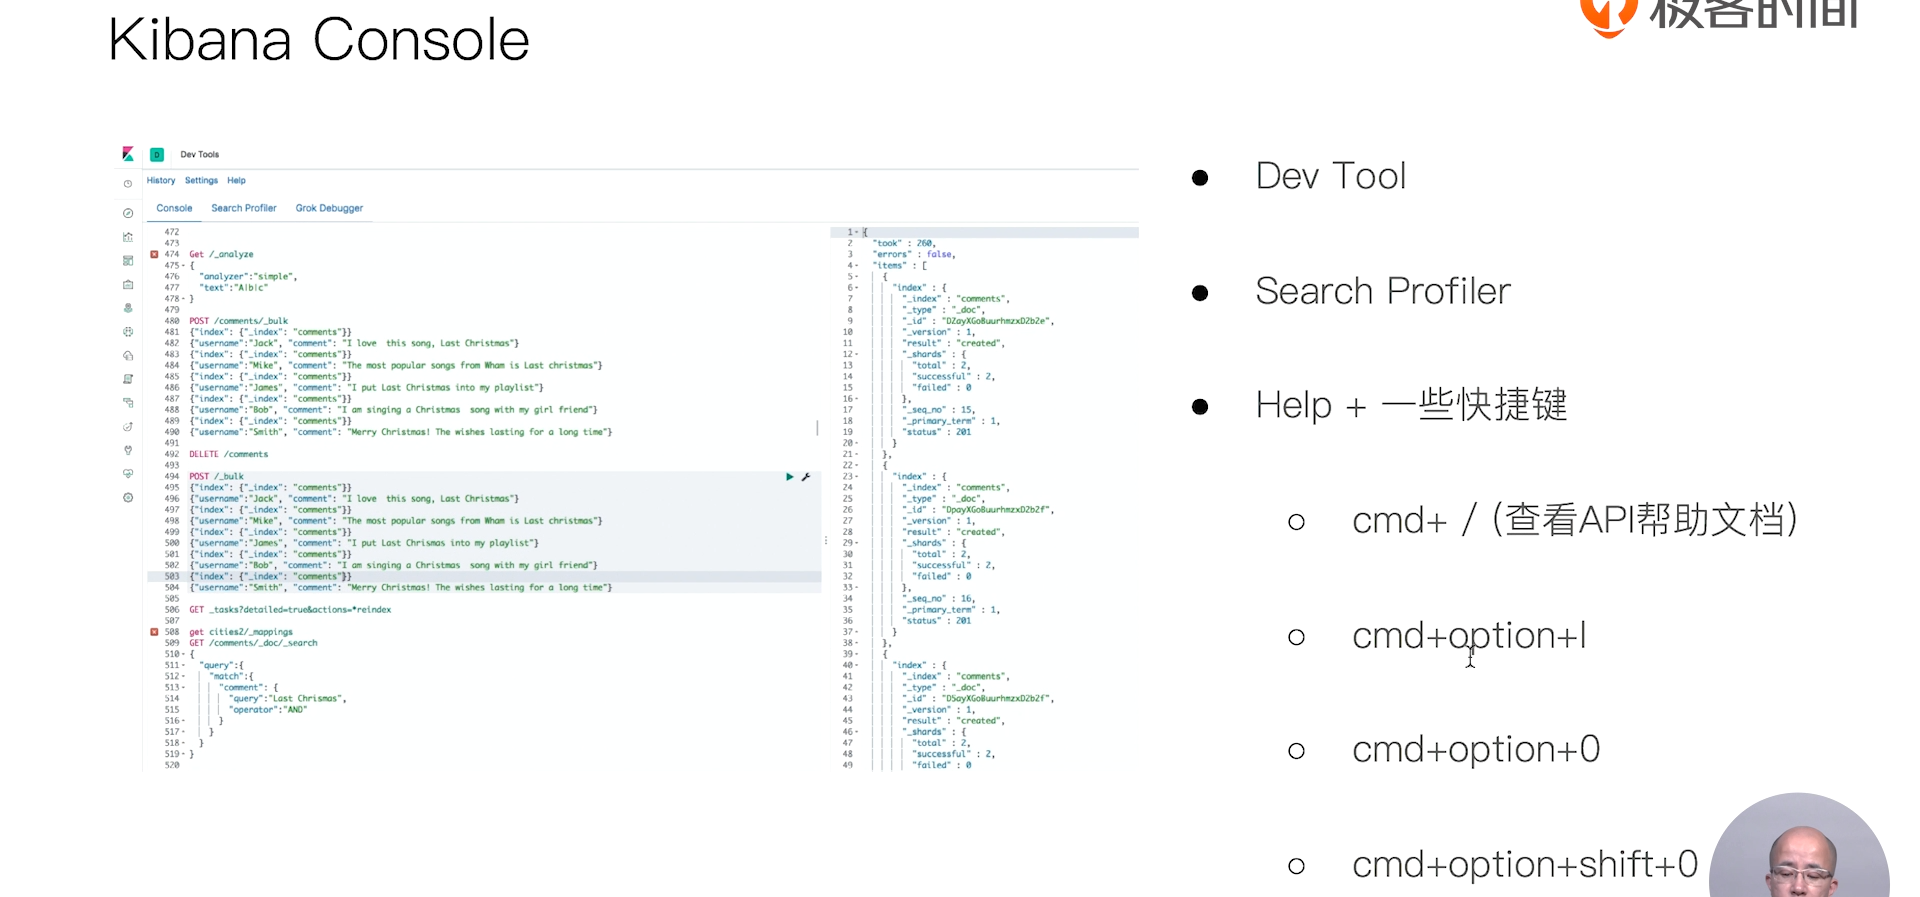 Kibana Console
极客时间
D Dev Tools
History Settings Help
Console Search Profiler Grok Debugger
472
473
474 Get /_analyze
475 {
476 "analyzer":"simple",
477 "text":"A|b|c"
478 }
479
480 POST /comments/_bulk
481 {"index": {"_index": "comments"}}
482 {"username":"Jack", "comment": "I love this song, Last Christmas"}
483 {"index": {"_index": "comments"}}
484 {"username":"Mike", "comment": "The most popular songs from Wham is Last christmas"}
485 {"index": {"_index": "comments"}}
486 {"username":"James", "comment": "I put Last Christmas into my playlist"}
487 {"index": {"_index": "comments"}}
488 {"username":"Bob", "comment": "I am singing a Christmas song with my girl friend"}
489 {"index": {"_index": "comments"}}
490 {"username":"Smith", "comment": "Merry Christmas! The wishes lasting for a long time"}
491
492 DELETE /comments
493
494 POST /_bulk
495 {"index": {"_index": "comments"}}
496 {"username":"Jack", "comment": "I love this song, Last Christmas"}
497 {"index": {"_index": "comments"}}
498 {"username":"Mike", "comment": "The most popular songs from Wham is Last christmas"}
499 {"index": {"_index": "comments"}}
500 {"username":"James", "comment": "I put Last Chrismas into my playlist"}
501 {"index": {"_index": "comments"}}
502 {"username":"Bob", "comment": "I am singing a Christmas song with my girl friend"}
503 {"index": {"_index": "comments"}}
504 {"username":"Smith", "comment": "Merry Christmas! The wishes lasting for a long time"}
505
506 GET _tasks?detailed=true&actions=*reindex
507
508 get cities2/_mappings
509 GET /comments/_doc/_search
510 {
511 "query":{
512 "match":{
513 "comment": {
514 "query":"Last Chrismas",
515 "operator":"AND"
516 }
517 }
518 }
519 }
520
1 {
2 "took" : 260,
3 "errors" : false,
4 "items" : [
5 {
6 "index" : {
7 "_index" : "comments",
8 "_type" : "_doc",
9 "_id" : "DZayXGoBuurhmzxD2b2e",
10 "_version" : 1,
11 "result" : "created",
12 "_shards" : {
13 "total" : 2,
14 "successful" : 2,
15 "failed" : 0
16 },
17 "_seq_no" : 15,
18 "_primary_term" : 1,
19 "status" : 201
20 }
21 },
22 {
23 "index" : {
24 "_index" : "comments",
25 "_type" : "_doc",
26 "_id" : "DpayXGoBuurhmzxD2b2f",
27 "_version" : 1,
28 "result" : "created",
29 "_shards" : {
30 "total" : 2,
31 "successful" : 2,
32 "failed" : 0
33 },
34 "_seq_no" : 16,
35 "_primary_term" : 1,
36 "status" : 201
37 }
38 },
39 {
40 "index" : {
41 "_index" : "comments",
42 "_type" : "_doc",
43 "_id" : "D5ayXGoBuurhmzxD2b2f",
44 "_version" : 1,
45 "result" : "created",
46 "_shards" : {
47 "total" : 2,
48 "successful" : 2,
49 "failed" : 0
● Dev Tool
● Search Profiler
● Help + 一些快捷键
○ cmd+ / (查看API帮助文档)
○ cmd+option+l
○ cmd+option+0
○ cmd+option+shift+0